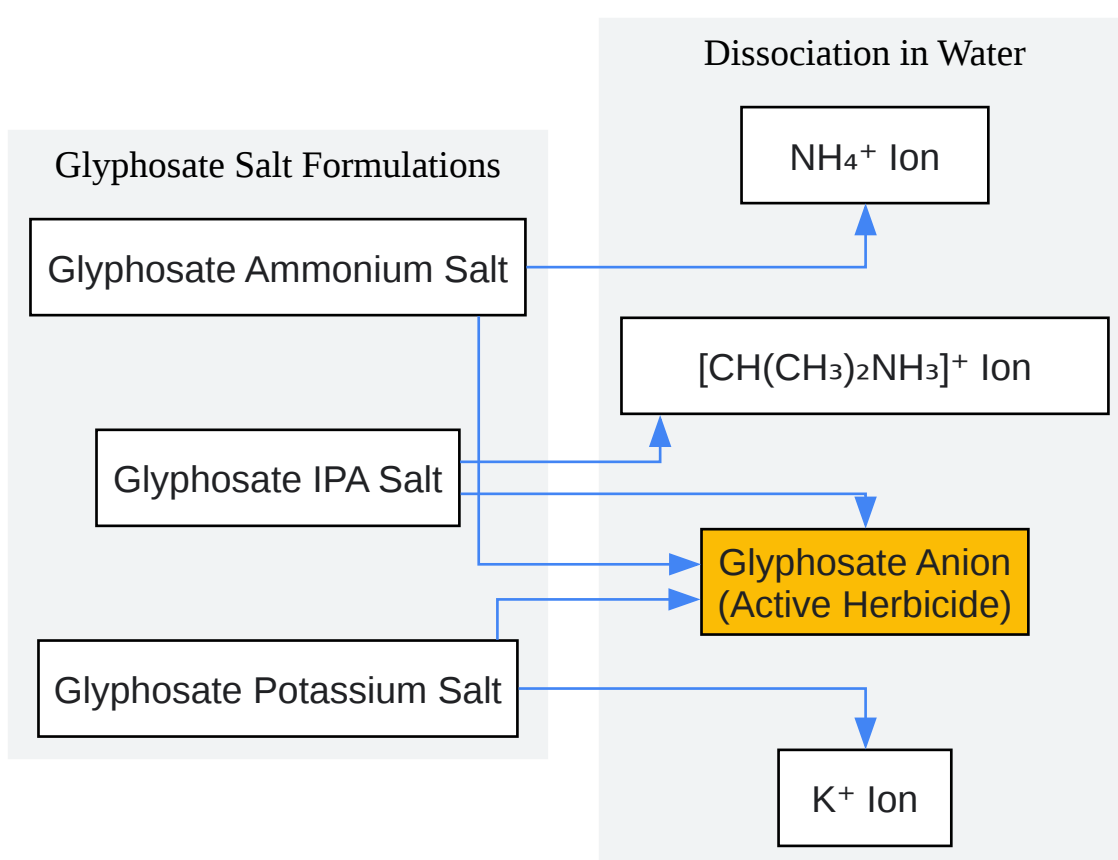 Dissociation in Water
NH₄⁺ Ion
Glyphosate Salt Formulations
Glyphosate Ammonium Salt
[CH(CH₃)₂NH₃]⁺ Ion
Glyphosate IPA Salt
Glyphosate Anion
(Active Herbicide)
Glyphosate Potassium Salt
K⁺ Ion